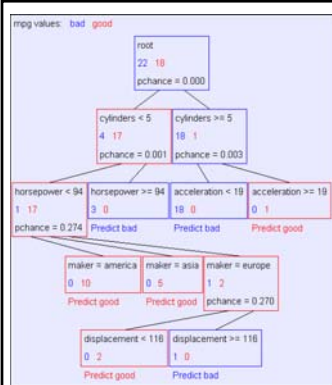 mpg values: bad good
root
22 18
pchance = 0.000
cylinders < 5
4 17
pchance = 0.001
cylinders >= 5
18 1
pchance = 0.003
horsepower < 94
1 17
pchance = 0.274
horsepower >= 94
3 0
Predict bad
acceleration < 19
18 0
Predict bad
acceleration >= 19
0 1
Predict good
maker = america
0 10
Predict good
maker = asia
0 5
Predict good
maker = europe
1 2
pchance = 0.270
displacement < 116
0 2
Predict good
displacement >= 116
1 0
Predict bad